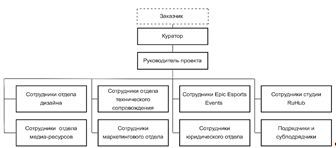 Заказчик
Куратор
Руководитель проекта
Сотрудники отдела
дизайна
Сотрудники отдела
технического
сопровождения
Сотрудники Epic Esports
Events
Сотрудники студии
RuHub
Сотрудники отдела
медиа-ресурсов
Сотрудники
маркетингового отдела
Сотрудники
юридического отдела
Подрядчики и
субподрядчики